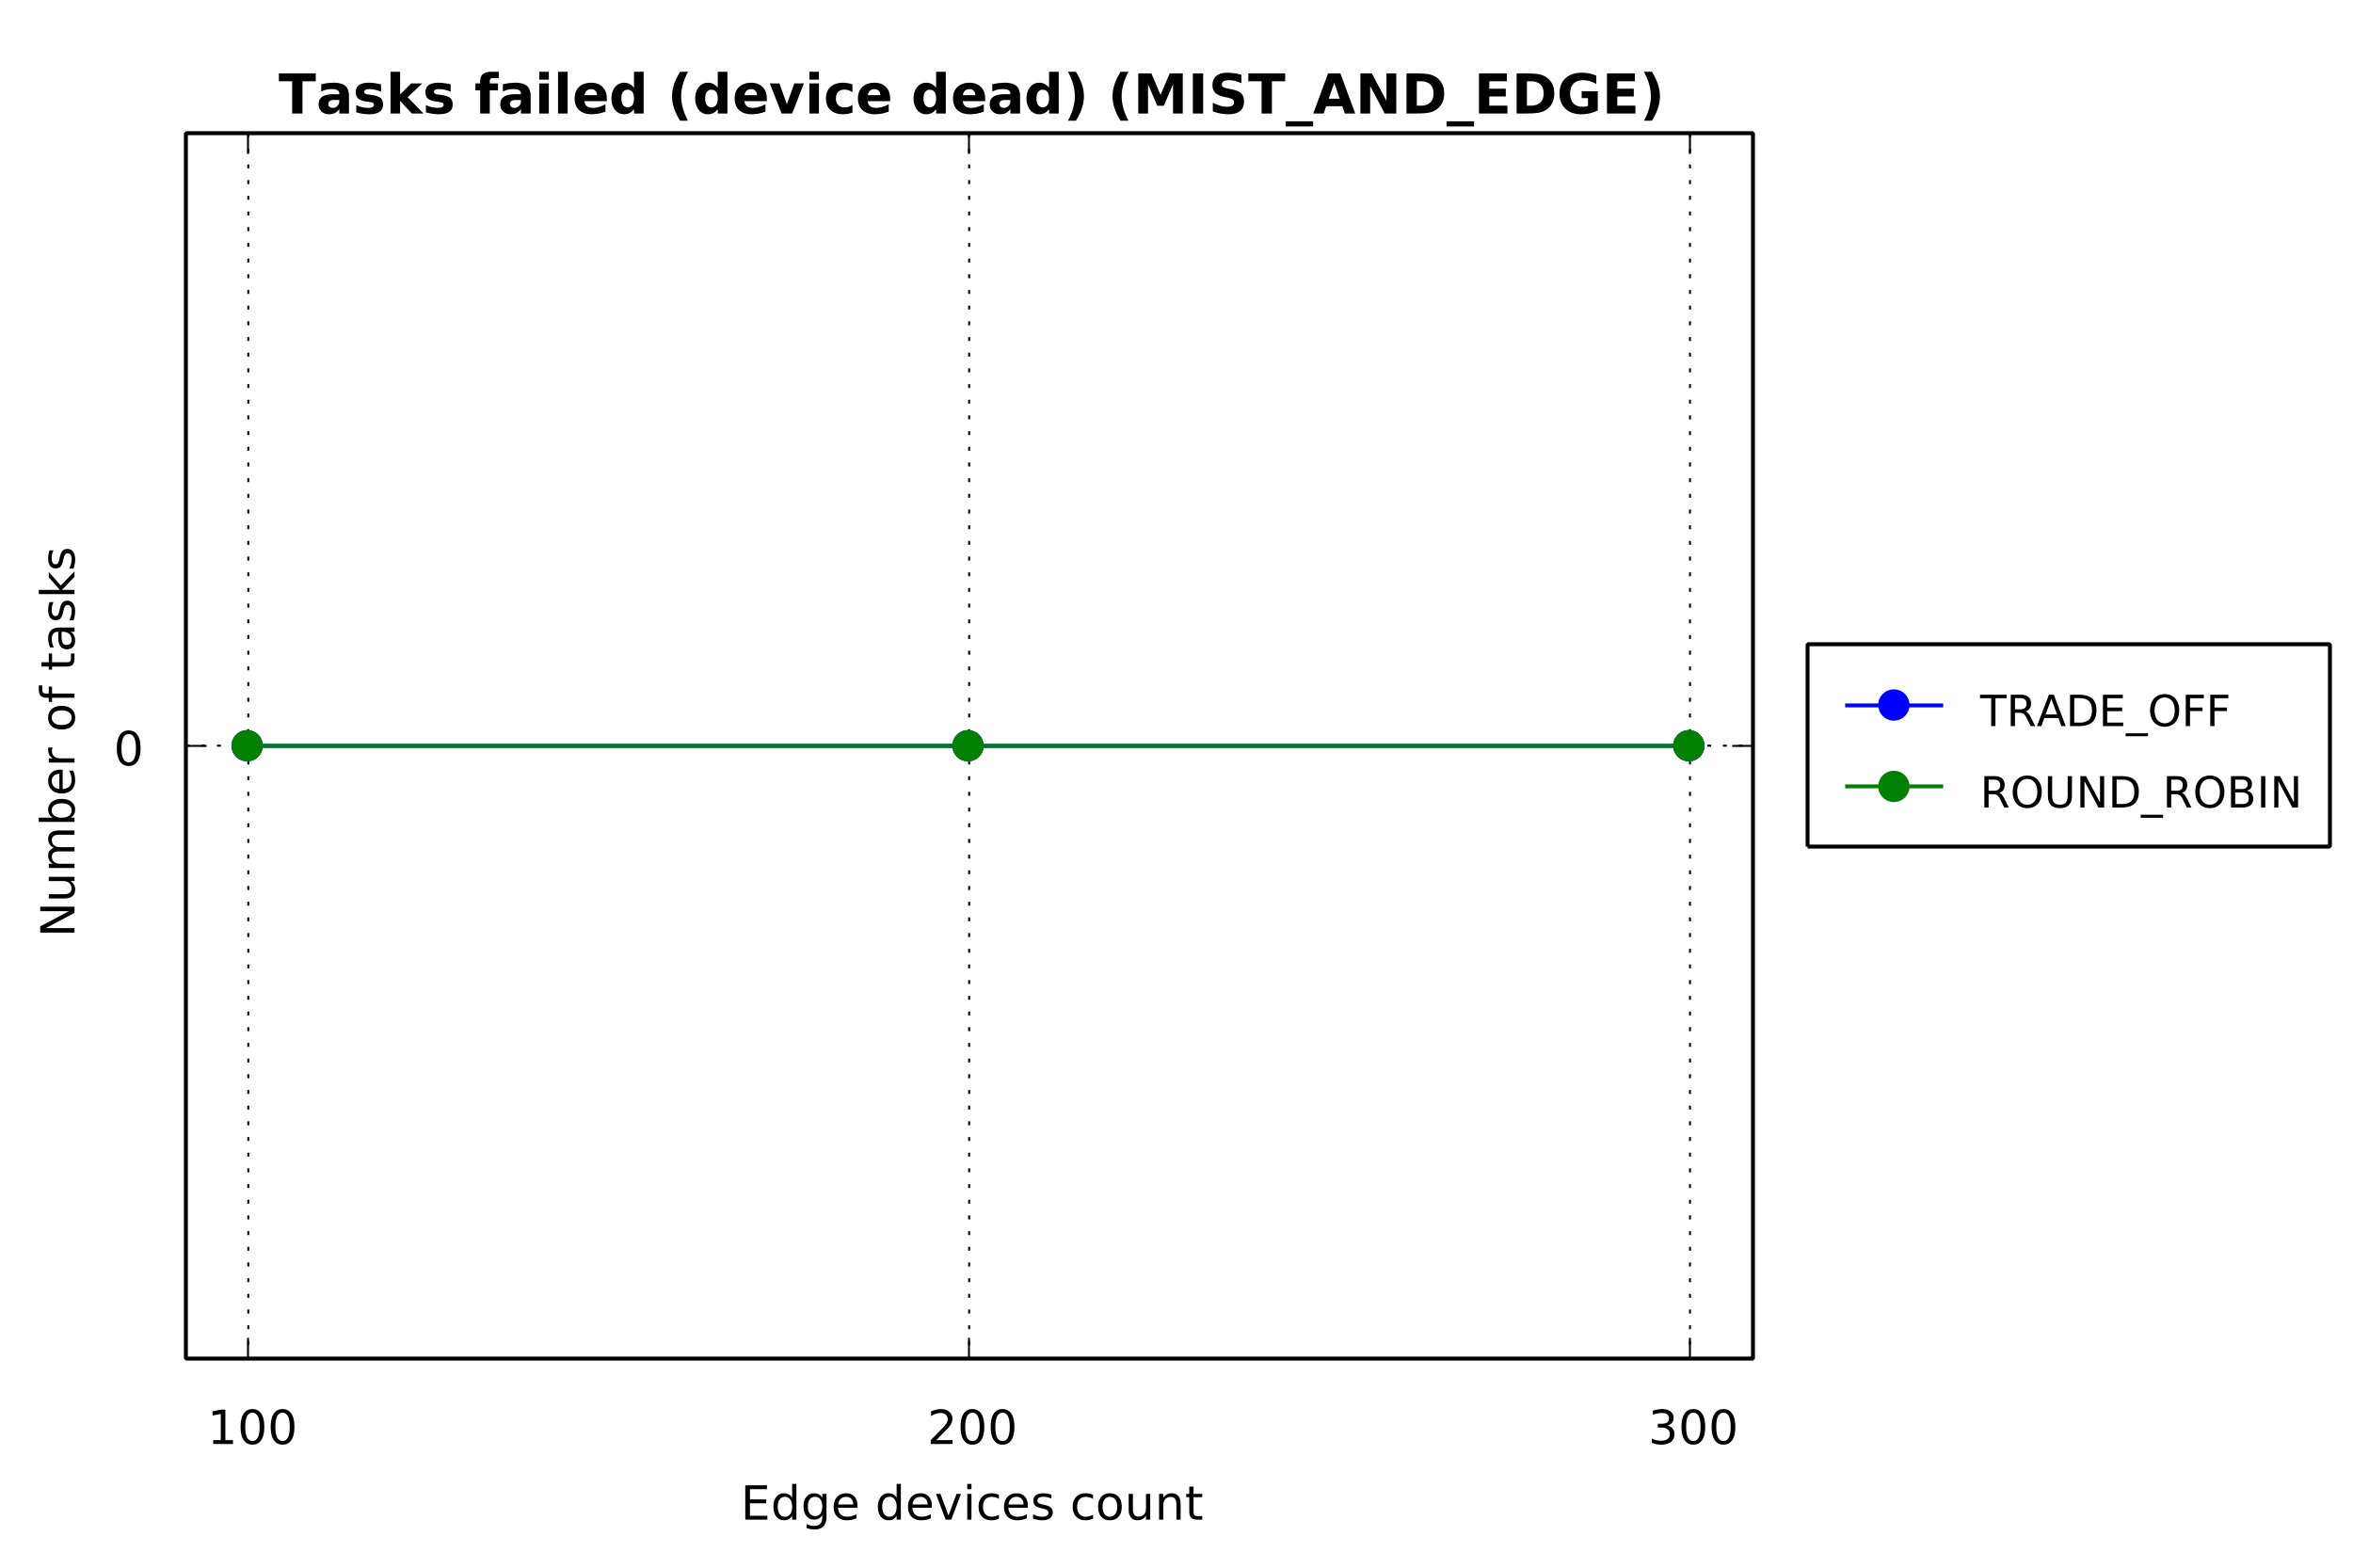 Tasks failed (device dead) (MIST_AND_EDGE)
Number of tasks
0
100
200
300
Edge devices count
TRADE_OFF
ROUND_ROBIN